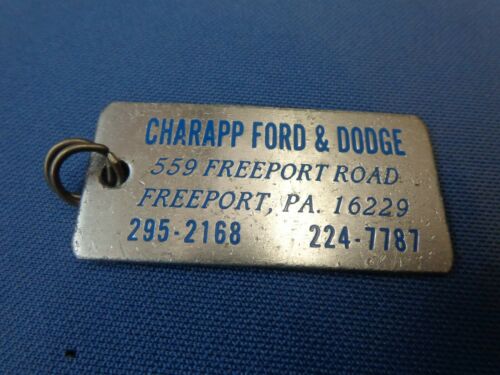 CHARAPP FORD & DODGE
559 FREEPORT ROAD
FREEPORT, PA. 16229
295-2168 224-7787